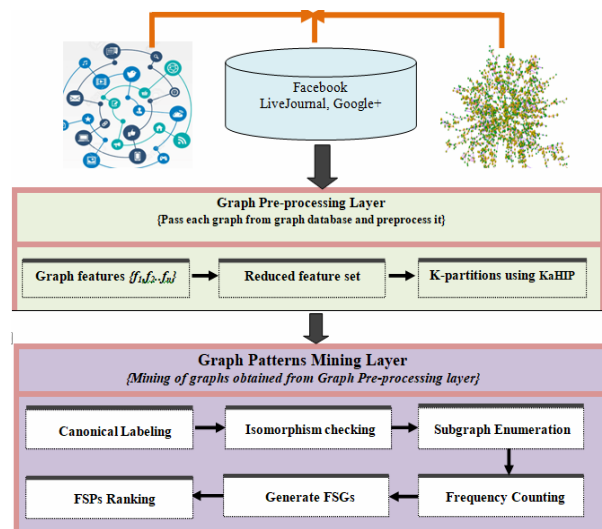 Facebook
LiveJournal, Google+
Graph Pre-processing Layer
{Pass each graph from graph database and preprocess it}
Graph features {f1,f2..fn}
Reduced feature set
K-partitions using KaHIP
Graph Patterns Mining Layer
{Mining of graphs obtained from Graph Pre-processing layer}
Canonical Labeling
Isomorphism checking
Subgraph Enumeration
FSPs Ranking
Generate FSGs
Frequency Counting